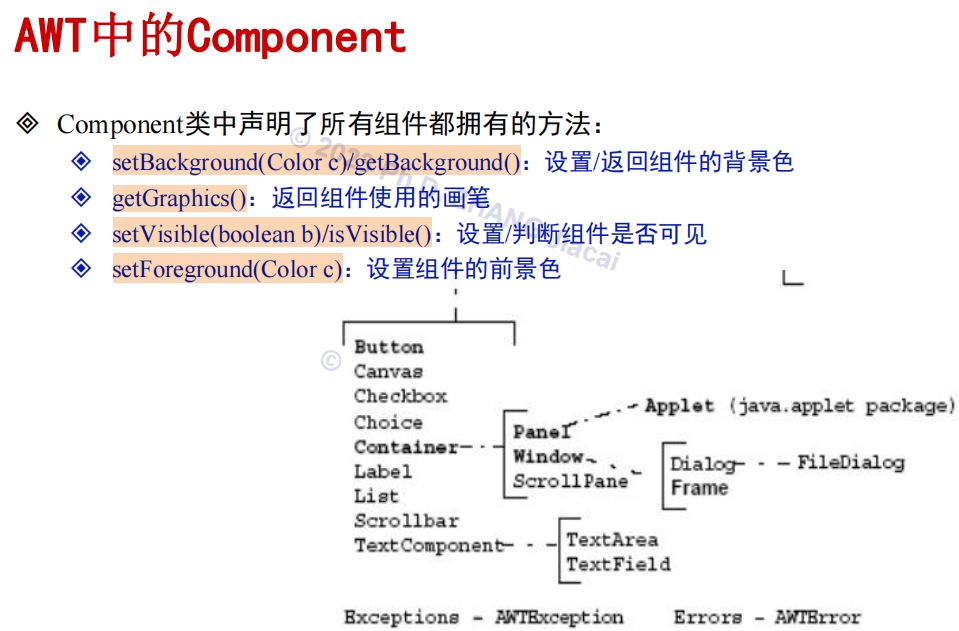 AWT中的Component
Component类中声明了所有组件都拥有的方法：
setBackground(Color c)/getBackground()：设置/返回组件的背景色
getGraphics()：返回组件使用的画笔
setVisible(boolean b)/isVisible()：设置/判断组件是否可见
setForeground(Color c)：设置组件的前景色
Button
Canvas
Checkbox
Choice
Container
Label
List
Scrollbar
TextComponent
Panel
Window
ScrollPane
Applet (java.applet package)
Dialog
Frame
FileDialog
TextArea
TextField
Exceptions - AWTException
Errors - AWTError
©